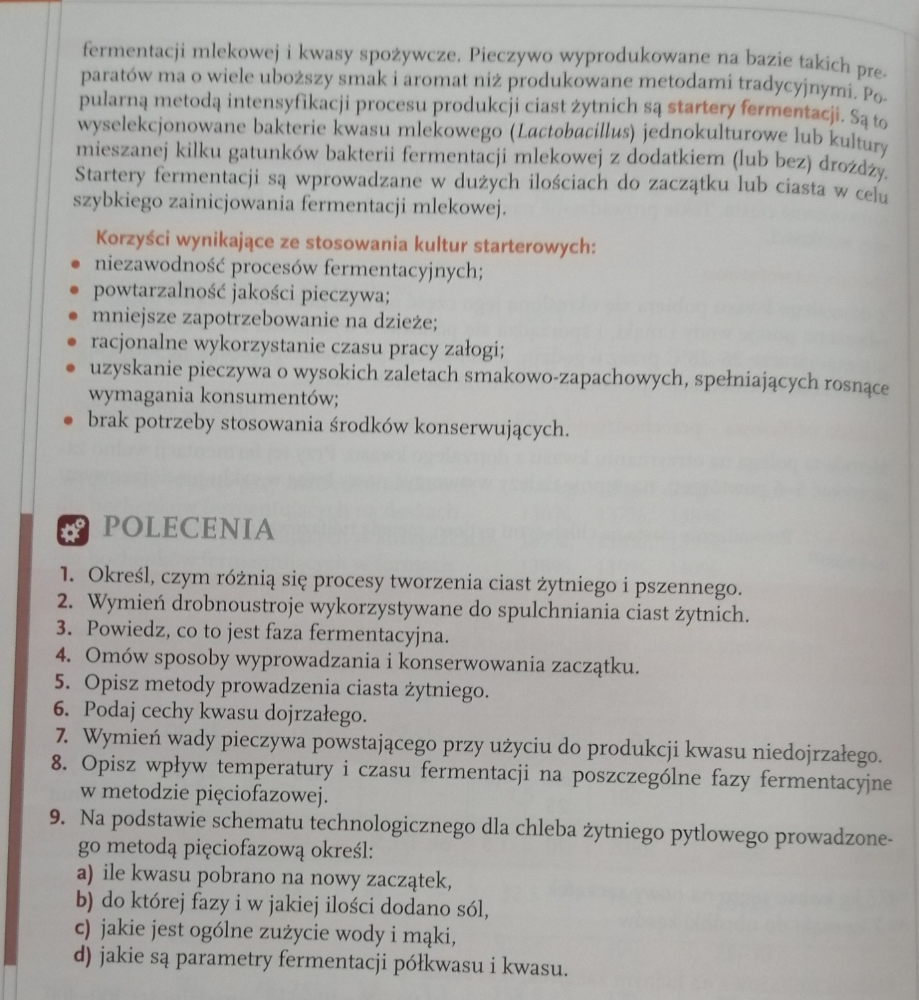 fermentacji mlekowej i kwasy spożywcze. Pieczywo wyprodukowane na bazie takich pre-
paratów ma o wiele uboższy smak i aromat niż produkowane metodami tradycyjnymi. Po-
pularną metodą intensyfikacji procesu produkcji ciast żytnich są startery fermentacji. Są to
wyselekcjonowane bakterie kwasu mlekowego (Lactobacillus) jednokulturowe lub kultury
mieszanej kilku gatunków bakterii fermentacji mlekowej z dodatkiem (lub bez) drożdży.
Startery fermentacji są wprowadzane w dużych ilościach do zaczątku lub ciasta w celu
szybkiego zainicjowania fermentacji mlekowej.
Korzyści wynikające ze stosowania kultur starterowych:
• niezawodność procesów fermentacyjnych;
• powtarzalność jakości pieczywa;
• mniejsze zapotrzebowanie na dzieże;
• racjonalne wykorzystanie czasu pracy załogi;
• uzyskanie pieczywa o wysokich zaletach smakowo-zapachowych, spełniających rosnące
wymagania konsumentów;
• brak potrzeby stosowania środków konserwujących.
POLECENIA
1. Określ, czym różnią się procesy tworzenia ciast żytniego i pszennego.
2. Wymień drobnoustroje wykorzystywane do spulchniania ciast żytnich.
3. Powiedz, co to jest faza fermentacyjna.
4. Omów sposoby wyprowadzania i konserwowania zaczątku.
5. Opisz metody prowadzenia ciasta żytniego.
6. Podaj cechy kwasu dojrzałego.
7. Wymień wady pieczywa powstającego przy użyciu do produkcji kwasu niedojrzałego.
8. Opisz wpływ temperatury i czasu fermentacji na poszczególne fazy fermentacyjne
w metodzie pięciofazowej.
9. Na podstawie schematu technologicznego dla chleba żytniego pytlowego prowadzone-
go metodą pięciofazową określ:
a) ile kwasu pobrano na nowy zaczątek,
b) do której fazy i w jakiej ilości dodano sól,
c) jakie jest ogólne zużycie wody i mąki,
d) jakie są parametry fermentacji półkwasu i kwasu.